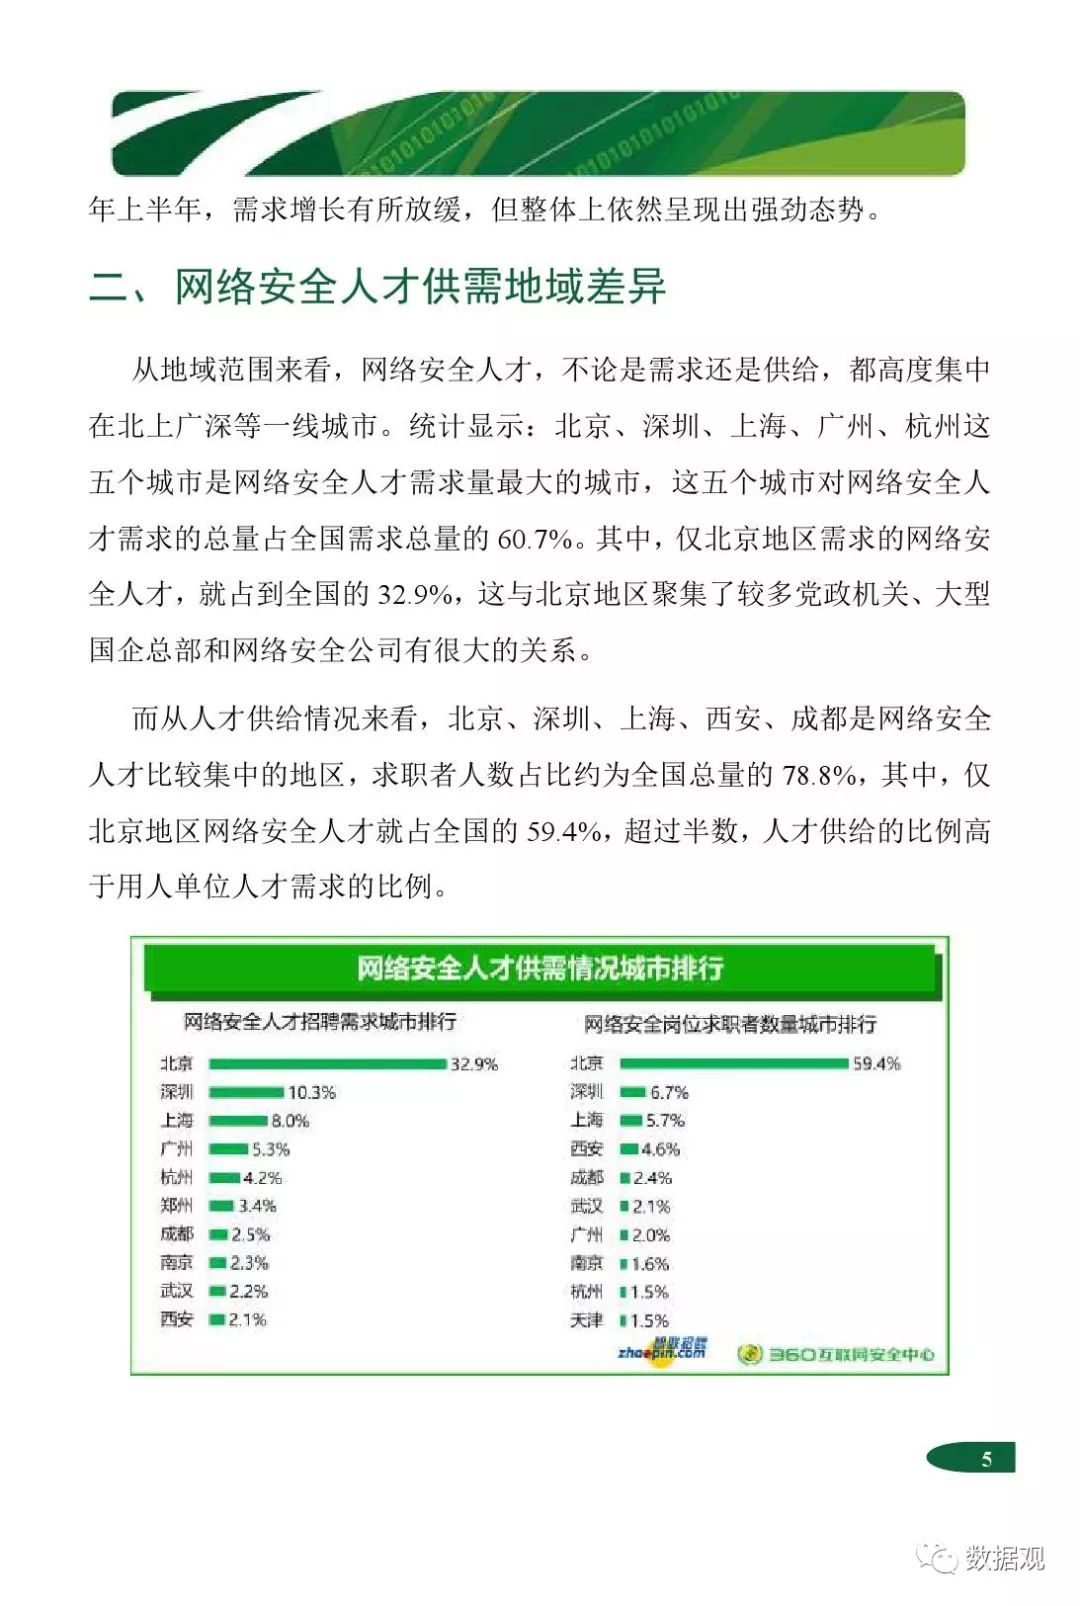 年上半年，需求增长有所放缓，但整体上依然呈现出强劲态势。
二、网络安全人才供需地域差异
从地域范围来看，网络安全人才，不论是需求还是供给，都高度集中
在北上广深等一线城市。统计显示：北京、深圳、上海、广州、杭州这
五个城市是网络安全人才需求量最大的城市，这五个城市对网络安全人
才需求的总量占全国需求总量的 60.7%。其中，仅北京地区需求的网络安
全人才，就占到全国的 32.9%，这与北京地区聚集了较多党政机关、大型
国企总部和网络安全公司有很大的关系。
而从人才供给情况来看，北京、深圳、上海、西安、成都是网络安全
人才比较集中的地区，求职者人数占比约为全国总量的 78.8%，其中，仅
北京地区网络安全人才就占全国的 59.4%，超过半数，人才供给的比例高
于用人单位人才需求的比例。
网络安全人才供需情况城市排行
网络安全人才招聘需求城市排行
北京 32.9%
深圳 10.3%
上海 8.0%
广州 5.3%
杭州 4.2%
郑州 3.4%
成都 2.5%
南京 2.3%
武汉 2.2%
西安 2.1%
网络安全岗位求职者数量城市排行
北京 59.4%
深圳 6.7%
上海 5.7%
西安 4.6%
成都 2.4%
武汉 2.1%
广州 2.0%
南京 1.6%
杭州 1.5%
天津 1.5%
智联招聘
zhaopin.com
360互联网安全中心
5
数据观